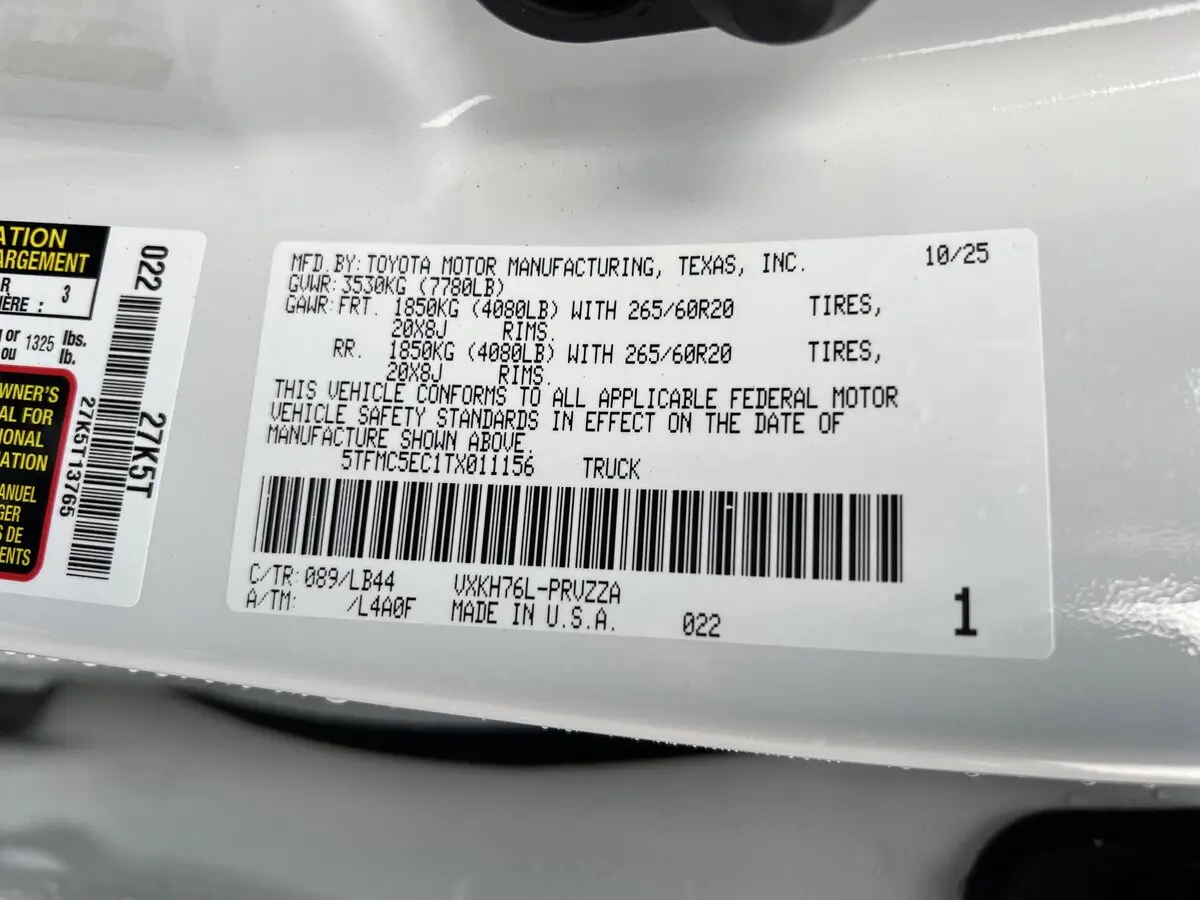 ATION
ARGEMENT
R
IÈRE : 3
or 1325 lbs.
ou lb.
WNER'S
AL FOR
IONAL
ATION
ANUEL
GER
S DE
ENTS
022
27K5T13765
27K5T
MFD. BY: TOYOTA MOTOR MANUFACTURING, TEXAS, INC. 10/25
GVWR: 3530KG (7780LB)
GAWR: FRT. 1850KG (4080LB) WITH 265/60R20 TIRES,
20X8J RIMS.
RR. 1850KG (4080LB) WITH 265/60R20 TIRES,
20X8J RIMS.
THIS VEHICLE CONFORMS TO ALL APPLICABLE FEDERAL MOTOR
VEHICLE SAFETY STANDARDS IN EFFECT ON THE DATE OF
MANUFACTURE SHOWN ABOVE.
5TFMC5EC1TX011156 TRUCK
C/TR: 089/LB44 VXKH76L-PRVZZA
A/TM: /L4A0F MADE IN U.S.A. 022 1